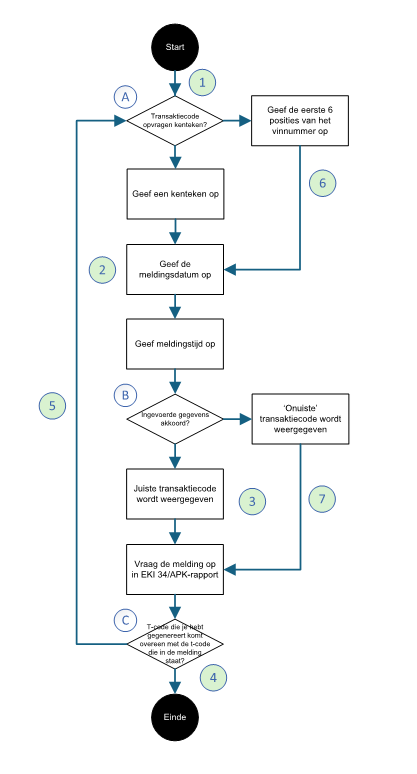 Start
1
A
Transaktiecode
opvragen kenteken?
Geef de eerste 6
posities van het
vinnummer op
6
Geef een kenteken op
2
Geef de
meldingsdatum op
Geef meldingstijd op
5
B
Ingevoerde gegevens
akkoord?
‘Onuiste’
transaktiecode wordt
weergegeven
Juiste transaktiecode
wordt weergegeven
3
7
Vraag de melding op
in EKI 34/APK-rapport
C
T-code die je hebt
gegenereert komt
overeen met de t-code
die in de melding
staat?
4
Einde